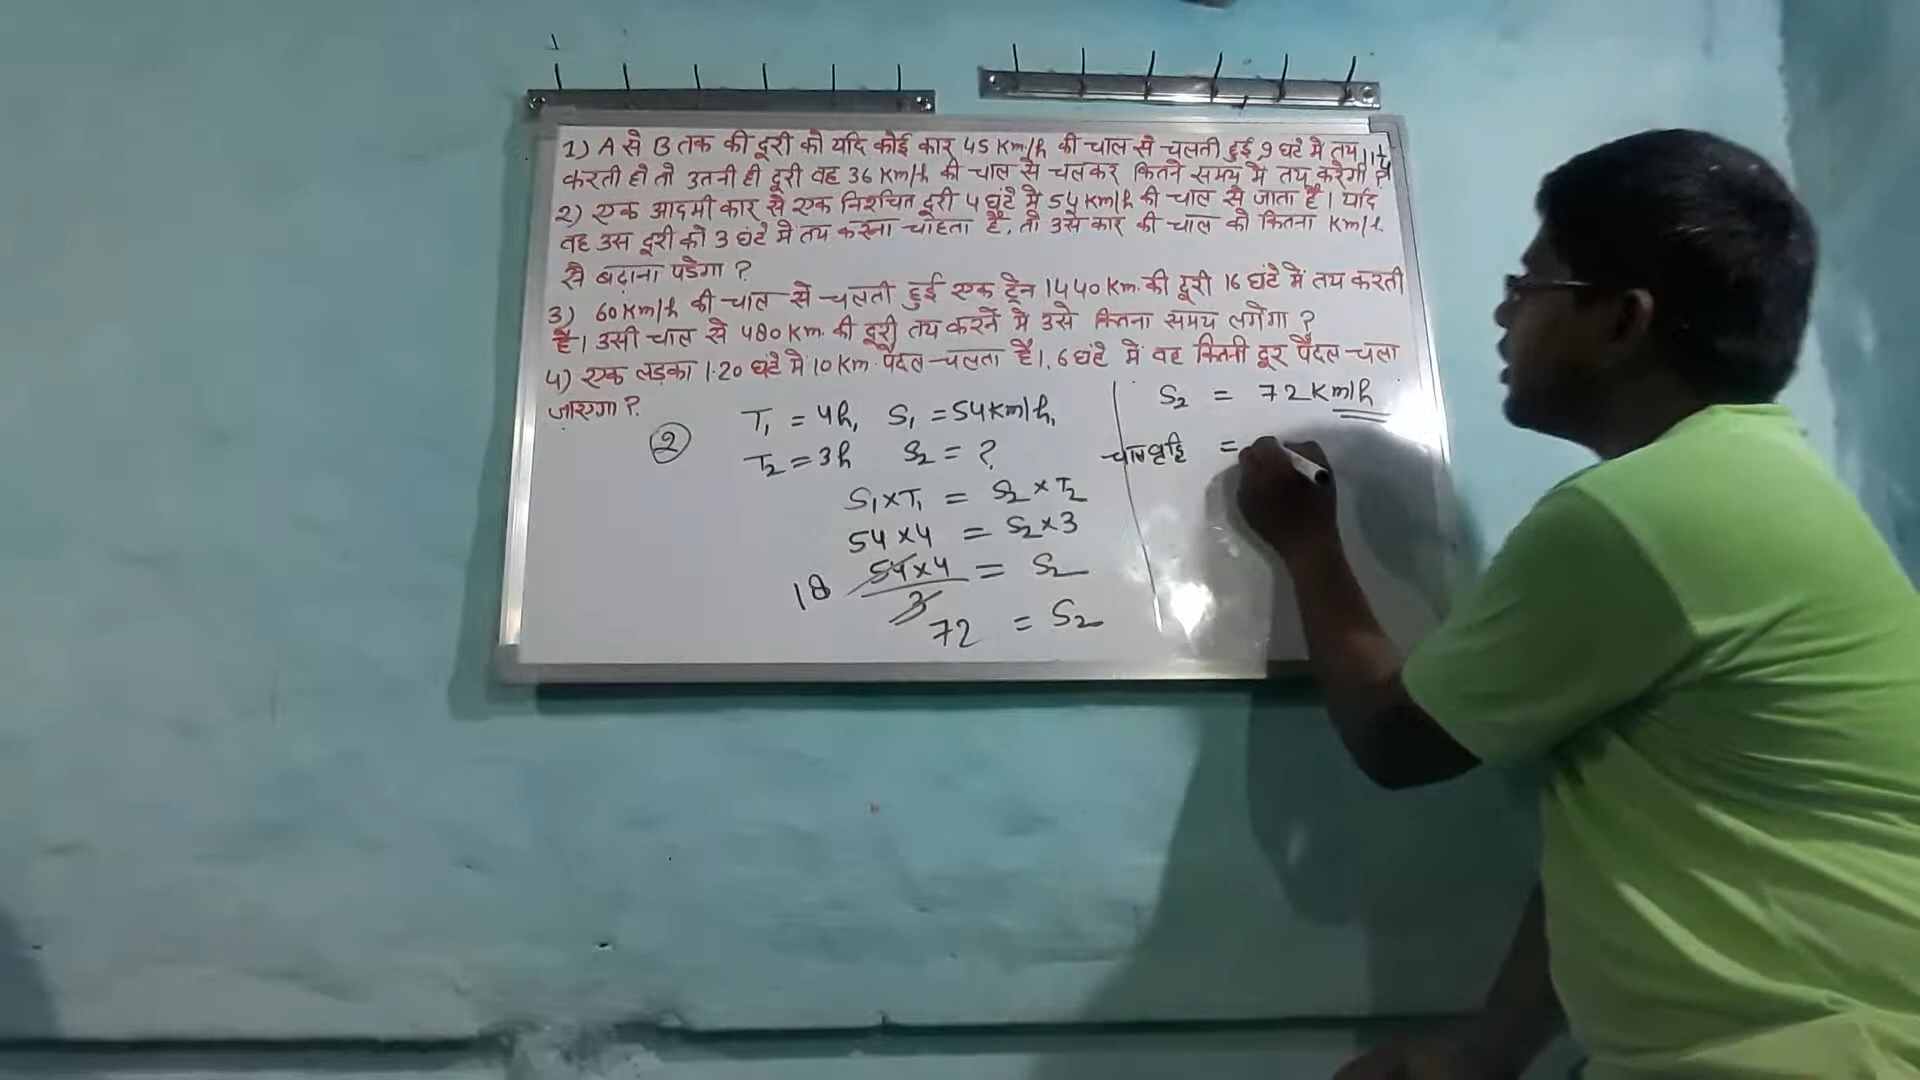 1) A से B तक की दूरी को यदि कोई कार 45 Km/h की चाल से चलती हुई 9 घंटे में तय
करती हो तो उतनी ही दूरी वह 36 Km/h की चाल से चलकर कितने समय में तय करेगी
2) एक आदमी कार से एक निश्चित दूरी 4 घंटे में 54 Km/h की चाल से जाता है। यदि
वह उस दूरी को 3 घंटे में तय करना चाहता है, तो उसे कार की चाल को कितना Km/h.
से बढ़ाना पडेगा ?
3) 60 Km/h की चाल से चलती हुई एक ट्रेन 1440 Km. की दूरी 16 घंटे में तय करती
है। उसी चाल से 480 Km. की दूरी तय करने में उसे कितना समय लगेगा ?
4) एक लड़का 1.20 घंटे में 10 Km. पैदल चलता है। 6 घंटे में वह कितनी दूर पैदल चला
जाएगा ?
② T₁ = 4h, S₁ = 54 Km/h,
T₂ = 3h S₂ = ?
S₁ × T₁ = S₂ × T₂
54 × 4 = S₂ × 3
18 54 × 4 / 3 = S₂
72 = S₂
S₂ = 72 Km/h
चाल वृद्धि =